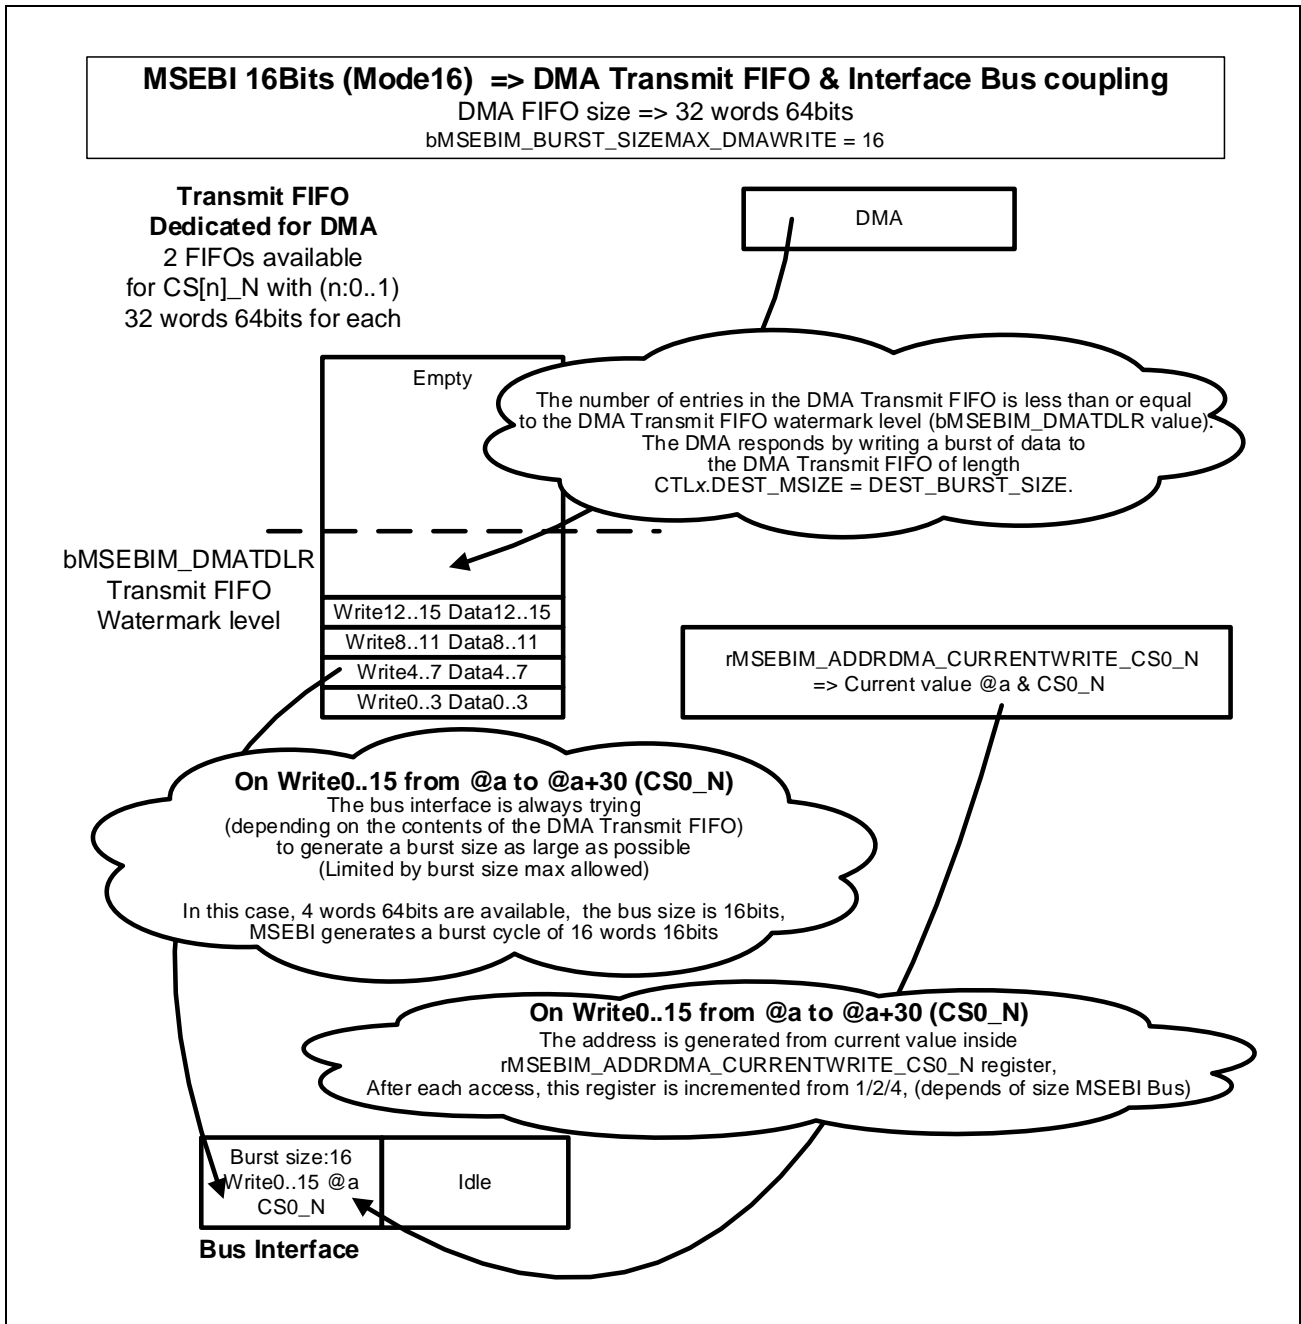 MSEBI 16Bits (Mode16) => DMA Transmit FIFO & Interface Bus coupling
DMA FIFO size => 32 words 64bits
bMSEBIM_BURST_SIZEMAX_DMAWRITE = 16
Transmit FIFO
Dedicated for DMA
2 FIFOs available
for CS[n]_N with (n:0..1)
32 words 64bits for each
DMA
Empty
The number of entries in the DMA Transmit FIFO is less than or equal
to the DMA Transmit FIFO watermark level (bMSEBIM_DMATDLR value).
The DMA responds by writing a burst of data to
the DMA Transmit FIFO of length
CTLx.DEST_MSIZE = DEST_BURST_SIZE.
bMSEBIM_DMATDLR
Transmit FIFO
Watermark level
Write12..15 Data12..15
Write8..11 Data8..11
Write4..7 Data4..7
Write0..3 Data0..3
rMSEBIM_ADDRDMA_CURRENTWRITE_CS0_N
=> Current value @a & CS0_N
On Write0..15 from @a to @a+30 (CS0_N)
The bus interface is always trying
(depending on the contents of the DMA Transmit FIFO)
to generate a burst size as large as possible
(Limited by burst size max allowed)
In this case, 4 words 64bits are available, the bus size is 16bits,
MSEBI generates a burst cycle of 16 words 16bits
On Write0..15 from @a to @a+30 (CS0_N)
The address is generated from current value inside
rMSEBIM_ADDRDMA_CURRENTWRITE_CS0_N register,
After each access, this register is incremented from 1/2/4, (depends of size MSEBI Bus)
Burst size:16
Write0..15 @a
CS0_N
Idle
Bus Interface